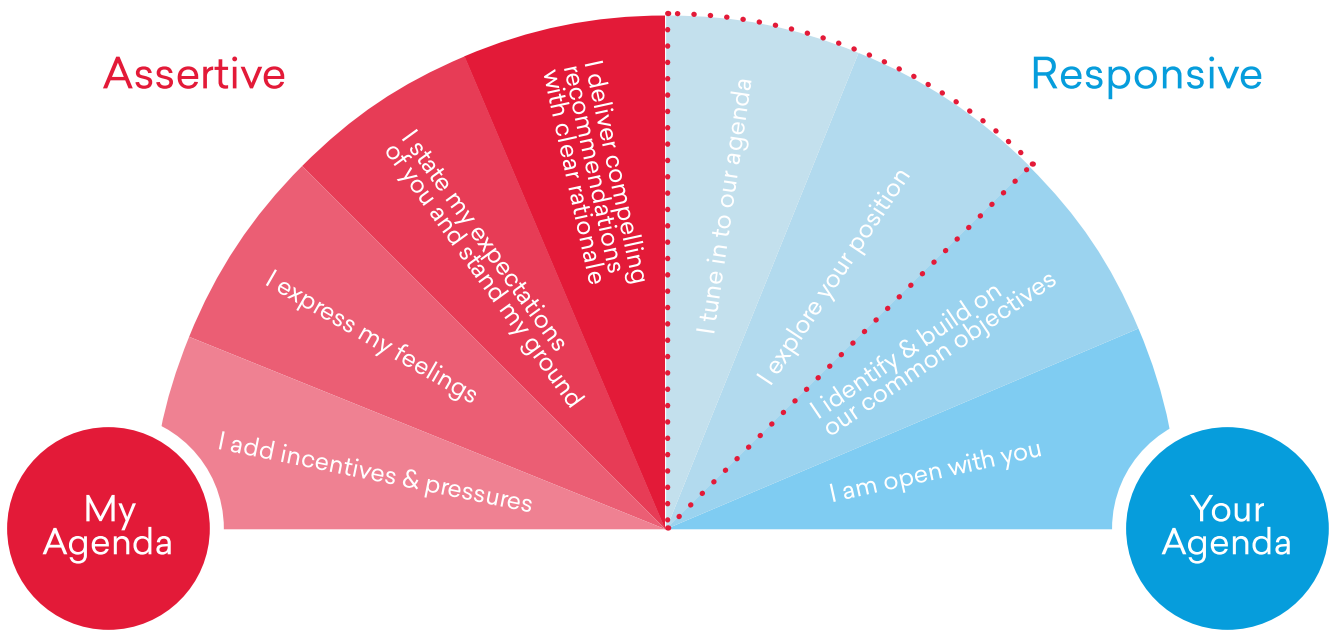 Assertive
Responsive
I add incentives & pressures
I express my feelings
I state my expectations
of you and stand my ground
I deliver compelling
recommendations
with clear rationale
I tune in to our agenda
I explore your position
I identify & build on
our common objectives
I am open with you
My
Agenda
Your
Agenda